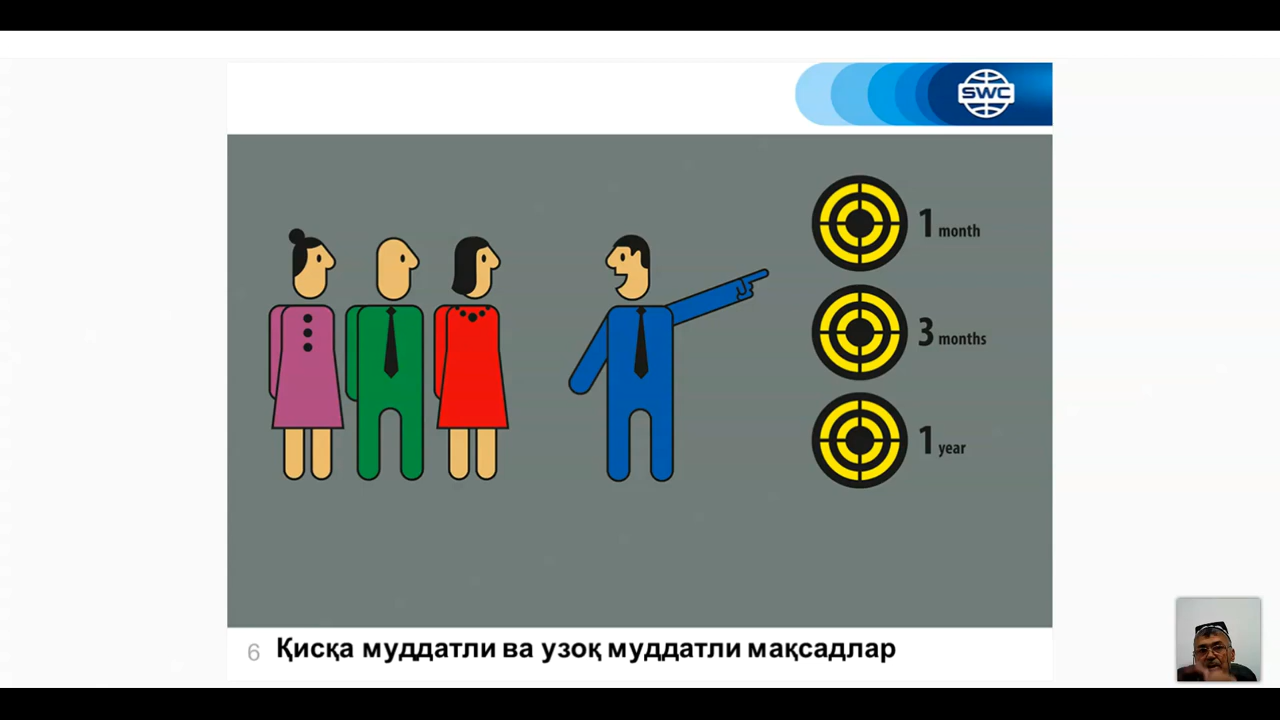 SWC
1 month
3 months
1 year
6 Қисқа муддатли ва узоқ муддатли мақсадлар